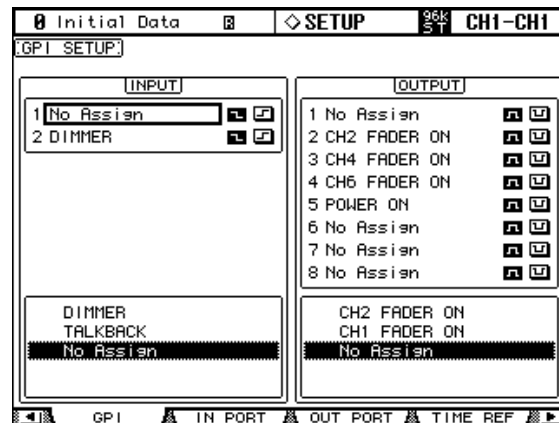 0 Initial Data R SETUP 96k ST CH1-CH1
GPI SETUP
INPUT
1 No Assign
2 DIMMER
DIMMER
TALKBACK
No Assign
OUTPUT
1 No Assign
2 CH2 FADER ON
3 CH4 FADER ON
4 CH6 FADER ON
5 POWER ON
6 No Assign
7 No Assign
8 No Assign
CH2 FADER ON
CH1 FADER ON
No Assign
GPI IN PORT OUT PORT TIME REF